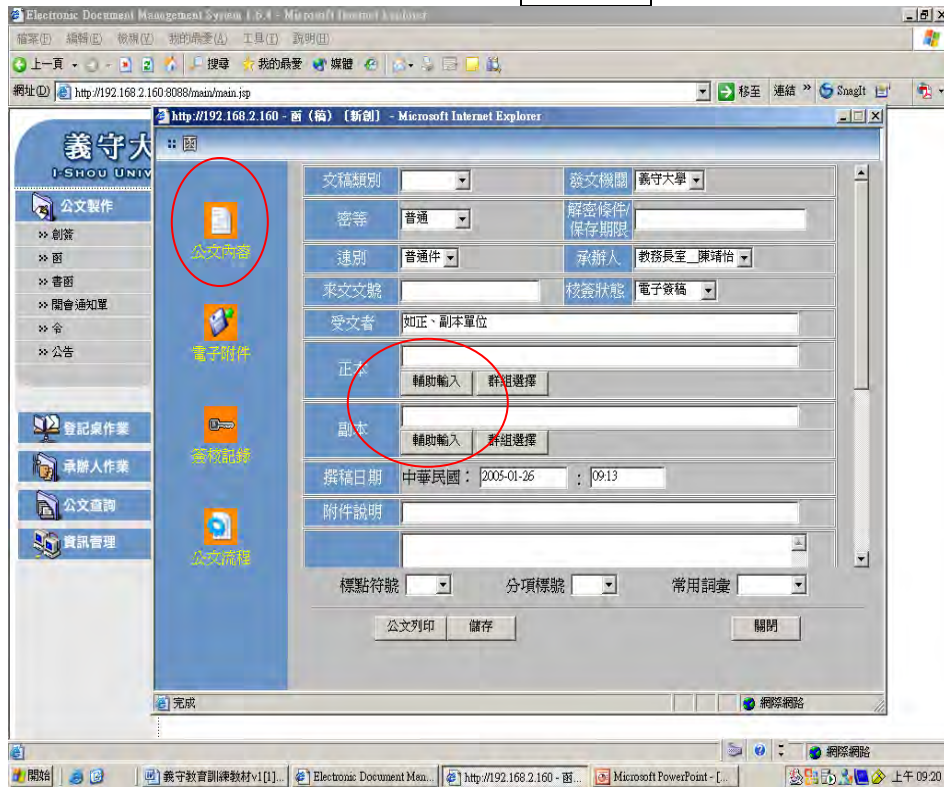 Electronic Document Management System 1.6.4 - Microsoft Internet Explorer
檔案(F) 編輯(E) 檢視(V) 我的最愛(A) 工具(T) 說明(H)
上一頁 搜尋 我的最愛 媒體
網址(D) http://192.168.2.160:8088/main/main.jsp 移至 連結 » SnagIt
義守大
I-SHOU UNIV
公文製作
>> 創簽
>> 函
>> 書函
>> 開會通知單
>> 令
>> 公告
登記桌作業
承辦人作業
公文查詢
資訊管理
http://192.168.2.160 - 函 (稿) 〔新創〕 - Microsoft Internet Explorer
:: 函
公文內容
電子附件
簽核記錄
公文流程
文稿類別 發文機關 義守大學
密等 普通 解密條件/保存期限
速別 普通件 承辦人 教務長室__陳靖怡
來文文號 核簽狀態 電子簽稿
受文者 如正、副本單位
正本
輔助輸入 群組選擇
副本
輔助輸入 群組選擇
撰稿日期 中華民國： 2005-01-26 : 09:13
附件說明
標點符號 分項標號 常用詞彙
公文列印 儲存 關閉
完成 網際網路
網際網路
開始 義守教育訓練教材v1[1]... Electronic Document Man... http://192.168.2.160 - 函... Microsoft PowerPoint - [... 上午 09:20